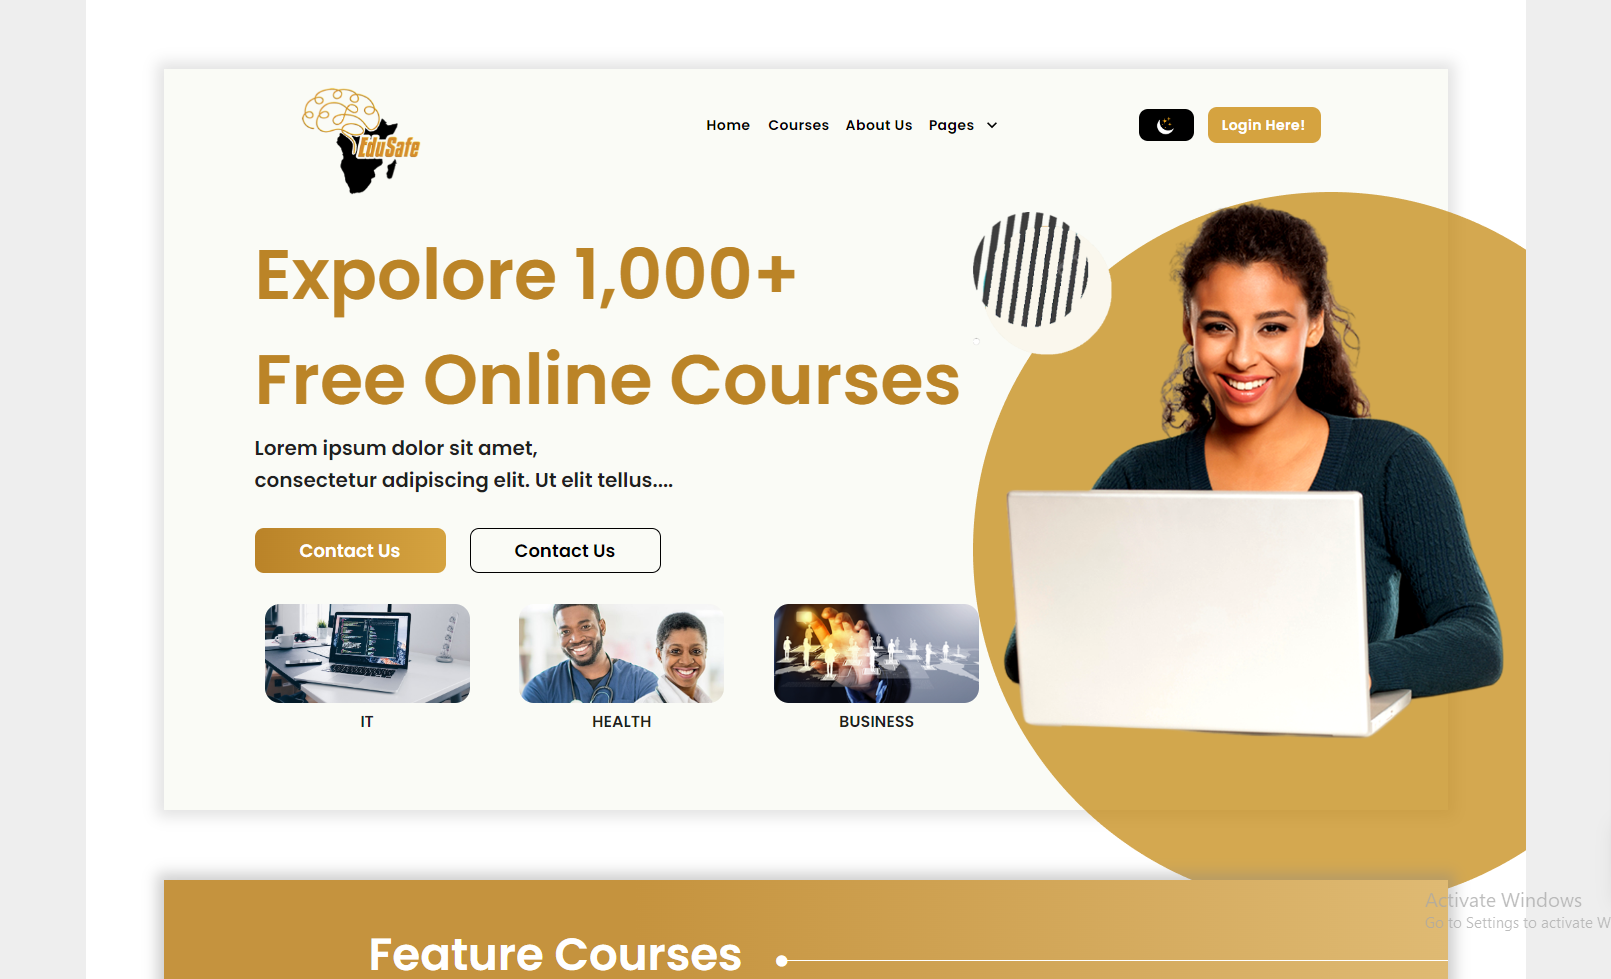 EduSafe
Home Courses About Us Pages
Login Here!
Expolore 1,000+
Free Online Courses
Lorem ipsum dolor sit amet,
consectetur adipiscing elit. Ut elit tellus....
Contact Us
Contact Us
IT
HEALTH
BUSINESS
Feature Courses
Activate Windows
Go to Settings to activate W